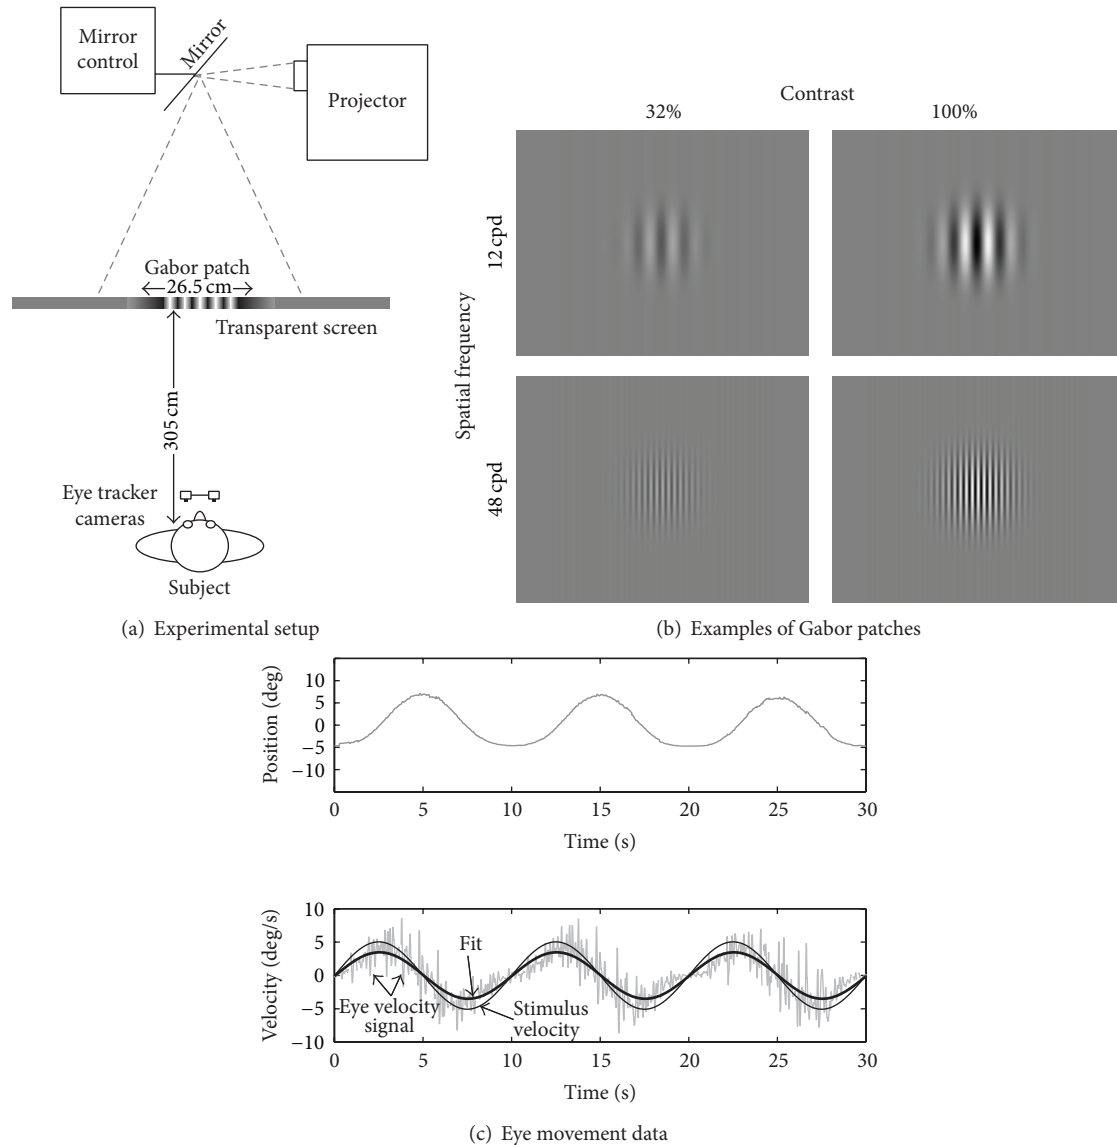 Mirror
control
Mirror
Projector
Gabor patch
26.5 cm
Transparent screen
305 cm
Eye tracker
cameras
Subject
(a) Experimental setup
Contrast
32%
100%
Spatial frequency
12 cpd
48 cpd
(b) Examples of Gabor patches
Position (deg)
10
5
0
−5
−10
0 5 10 15 20 25 30
Time (s)
Velocity (deg/s)
10
5
0
−5
−10
Fit
Eye velocity
signal
Stimulus
velocity
0 5 10 15 20 25 30
Time (s)
(c) Eye movement data